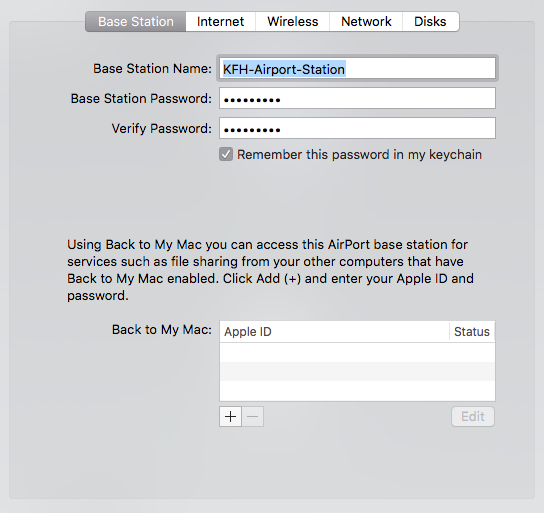 Base Station Internet Wireless Network Disks
Base Station Name: KFH-Airport-Station
Base Station Password: •••••••••
Verify Password: •••••••••
Remember this password in my keychain
Using Back to My Mac you can access this AirPort base station for
services such as file sharing from your other computers that have
Back to My Mac enabled. Click Add (+) and enter your Apple ID and
password.
Back to My Mac: Apple ID Status
+ − Edit